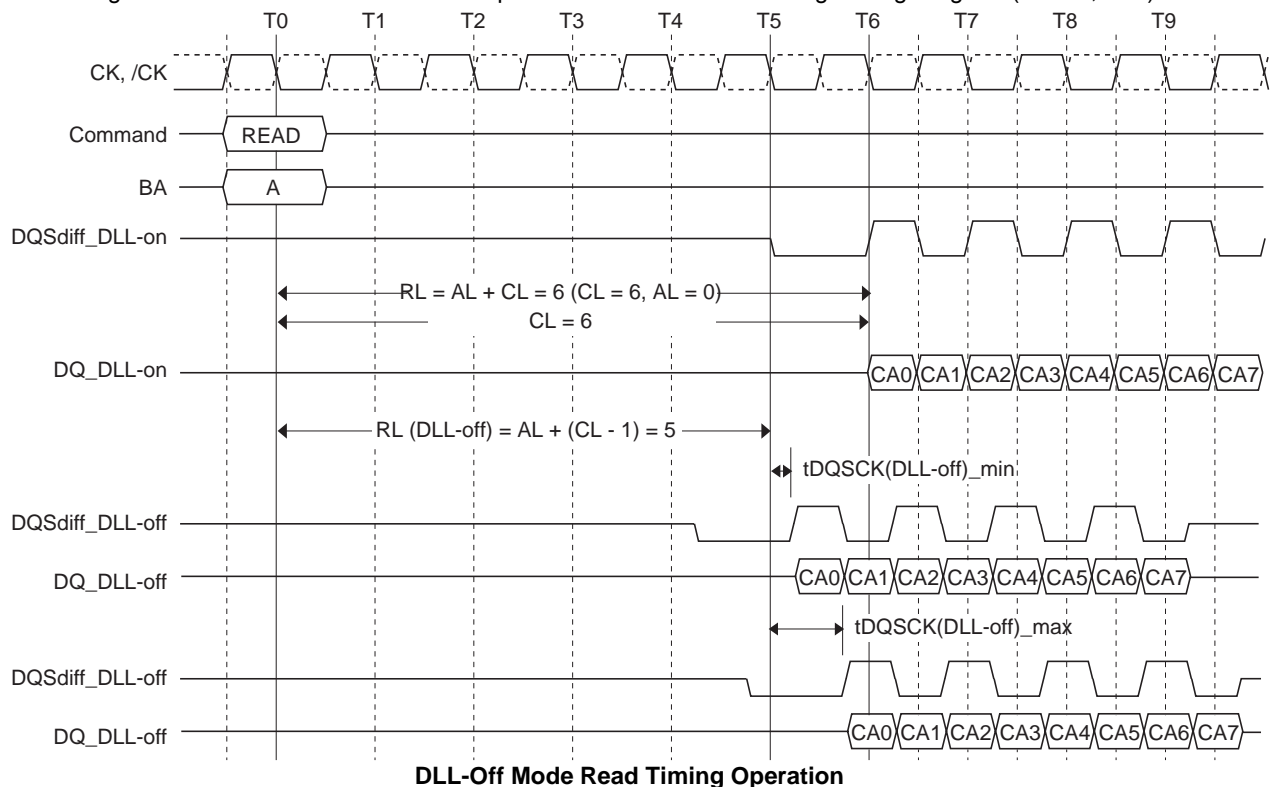 T0 T1 T2 T3 T4 T5 T6 T7 T8 T9
CK, /CK
Command READ
BA A
DQSdiff_DLL-on
RL = AL + CL = 6 (CL = 6, AL = 0)
CL = 6
DQ_DLL-on CA0 CA1 CA2 CA3 CA4 CA5 CA6 CA7
RL (DLL-off) = AL + (CL - 1) = 5
tDQSCK(DLL-off)_min
DQSdiff_DLL-off
DQ_DLL-off CA0 CA1 CA2 CA3 CA4 CA5 CA6 CA7
tDQSCK(DLL-off)_max
DQSdiff_DLL-off
DQ_DLL-off CA0 CA1 CA2 CA3 CA4 CA5 CA6 CA7
DLL-Off Mode Read Timing Operation